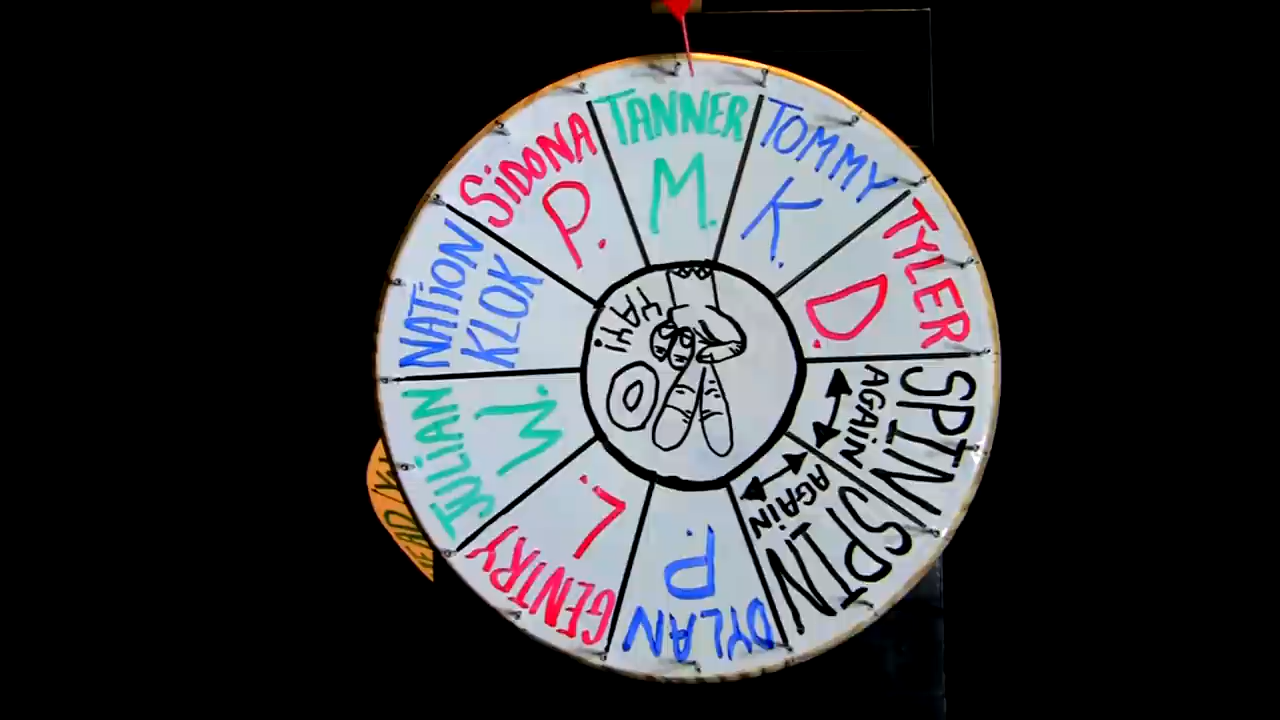 TANNER
M.
TOMMY
K.
TYLER
D.
SPIN
AGAIN
SPIN
AGAIN
DYLAN
P.
GENTRY
L.
JULIAN
W.
NATION
KLOK
SIDONA
P.
YAY!